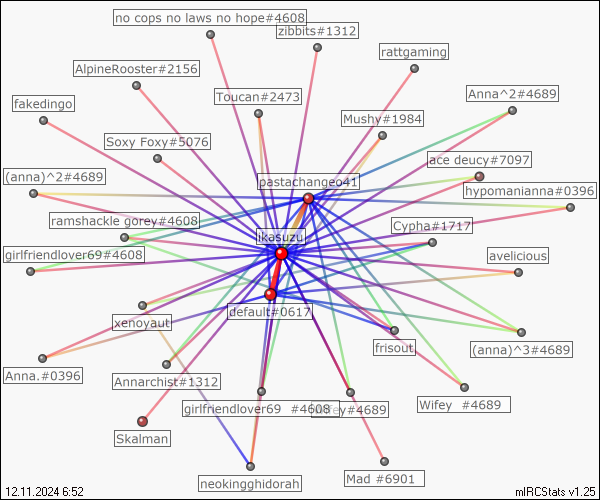 no cops no laws no hope#4608
zibbits#1312
rattgaming
AlpineRooster#2156
Toucan#2473
Anna^2#4689
fakedingo
Mushy#1984
Soxy Foxy#5076
ace deucy#7097
(anna)^2#4689
pastachangeo41
hypomanianna#0396
ramshackle gorey#4608
Cypha#1717
ikasuzu
girlfriendlover69#4608
avelicious
default#0617
xenoyaut
frisout
(anna)^3#4689
Anna.#0396
Annarchist#1312
girlfriendlover69 #4608
#4689
Wifey #4689
Skalman
neokingghidorah
Mad #6901
12.11.2024 6:52
mIRCStats v1.25